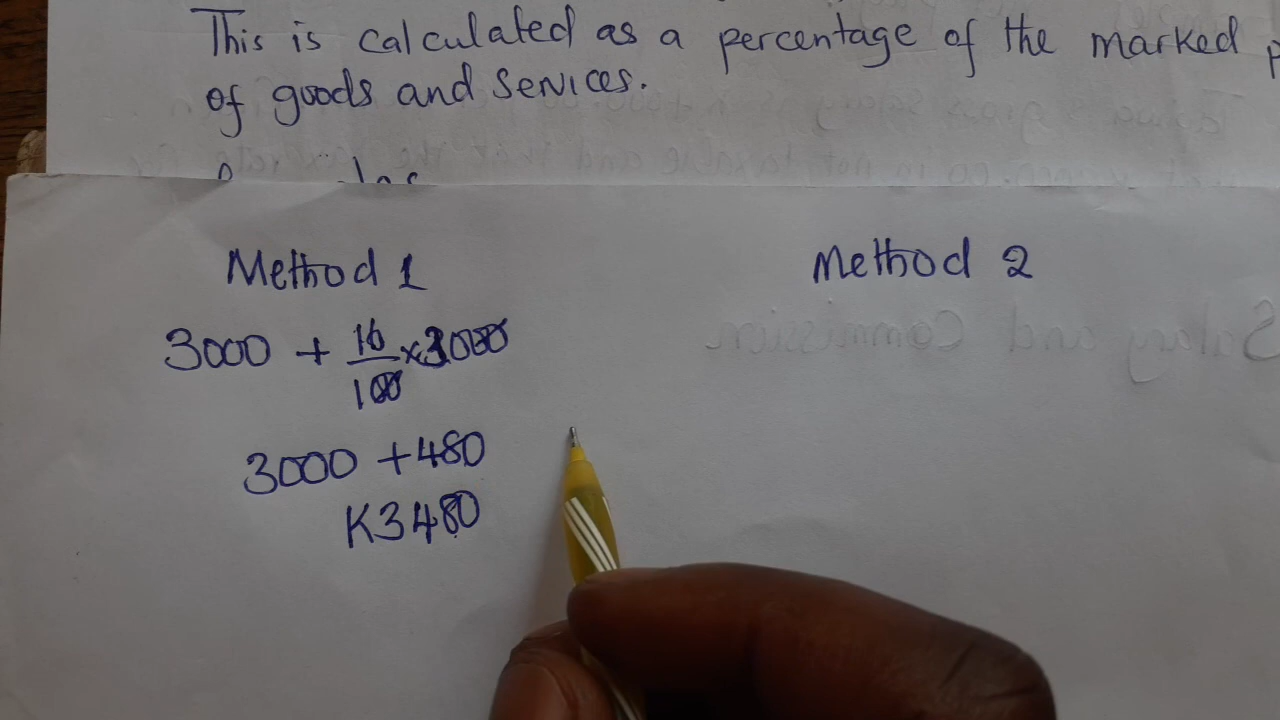 This is calculated as a percentage of the marked
of goods and services.
Method 1
3000 + 16/100 × 3000
3000 + 480
K3480
Method 2